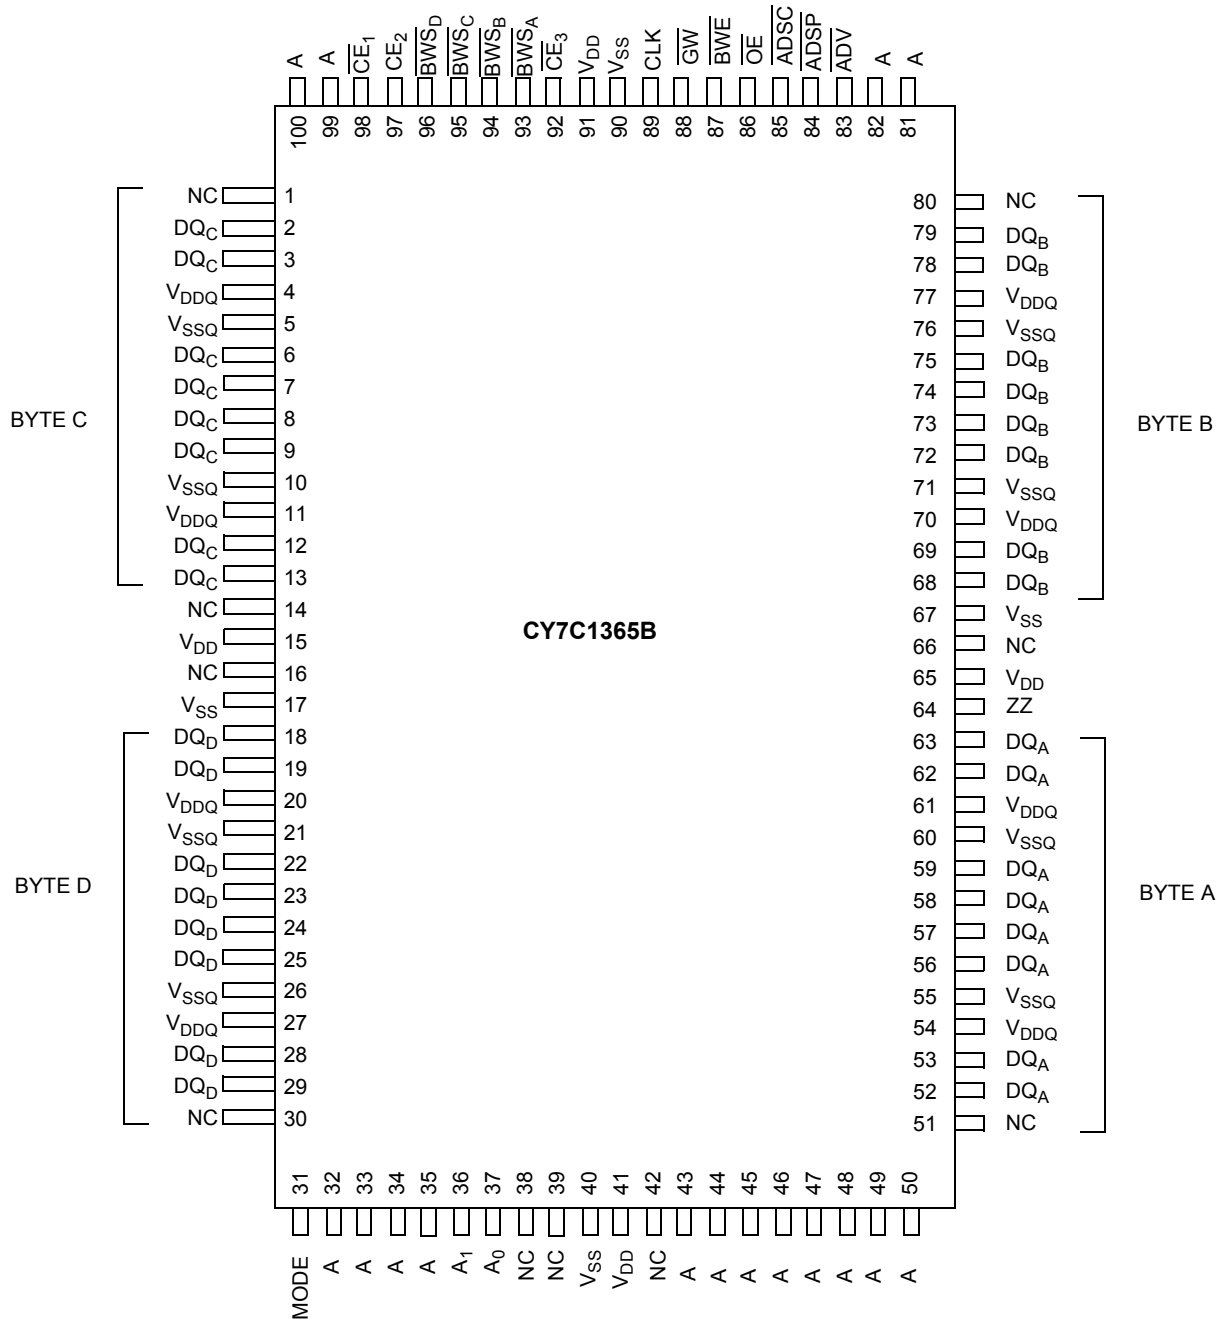 A A CE1 CE2 BWSD BWSC BWSB BWSA CE3 VDD VSS CLK GW BWE OE ADSC ADSP ADV A A
100 99 98 97 96 95 94 93 92 91 90 89 88 87 86 85 84 83 82 81
NC 1
DQC 2
DQC 3
VDDQ 4
VSSQ 5
DQC 6
DQC 7
DQC 8
DQC 9
VSSQ 10
VDDQ 11
DQC 12
DQC 13
NC 14
VDD 15
NC 16
VSS 17
DQD 18
DQD 19
VDDQ 20
VSSQ 21
DQD 22
DQD 23
DQD 24
DQD 25
VSSQ 26
VDDQ 27
DQD 28
DQD 29
NC 30
BYTE C
BYTE D
CY7C1365B
80 NC
79 DQB
78 DQB
77 VDDQ
76 VSSQ
75 DQB
74 DQB
73 DQB
72 DQB
71 VSSQ
70 VDDQ
69 DQB
68 DQB
67 VSS
66 NC
65 VDD
64 ZZ
63 DQA
62 DQA
61 VDDQ
60 VSSQ
59 DQA
58 DQA
57 DQA
56 DQA
55 VSSQ
54 VDDQ
53 DQA
52 DQA
51 NC
BYTE B
BYTE A
31 32 33 34 35 36 37 38 39 40 41 42 43 44 45 46 47 48 49 50
MODE A A A A A1 A0 NC NC VSS VDD NC A A A A A A A A